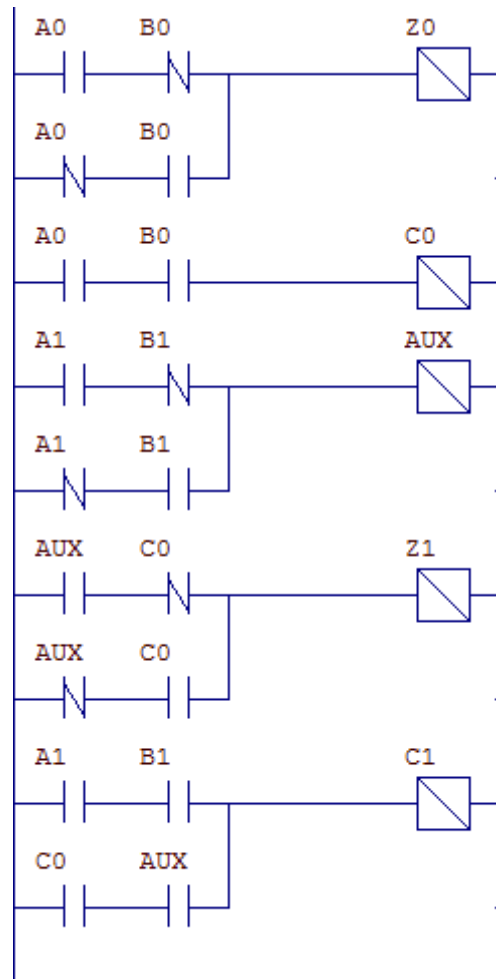 A0 B0 Z0
A0 B0
A0 B0 C0
A1 B1 AUX
A1 B1
AUX C0 Z1
AUX C0
A1 B1 C1
C0 AUX